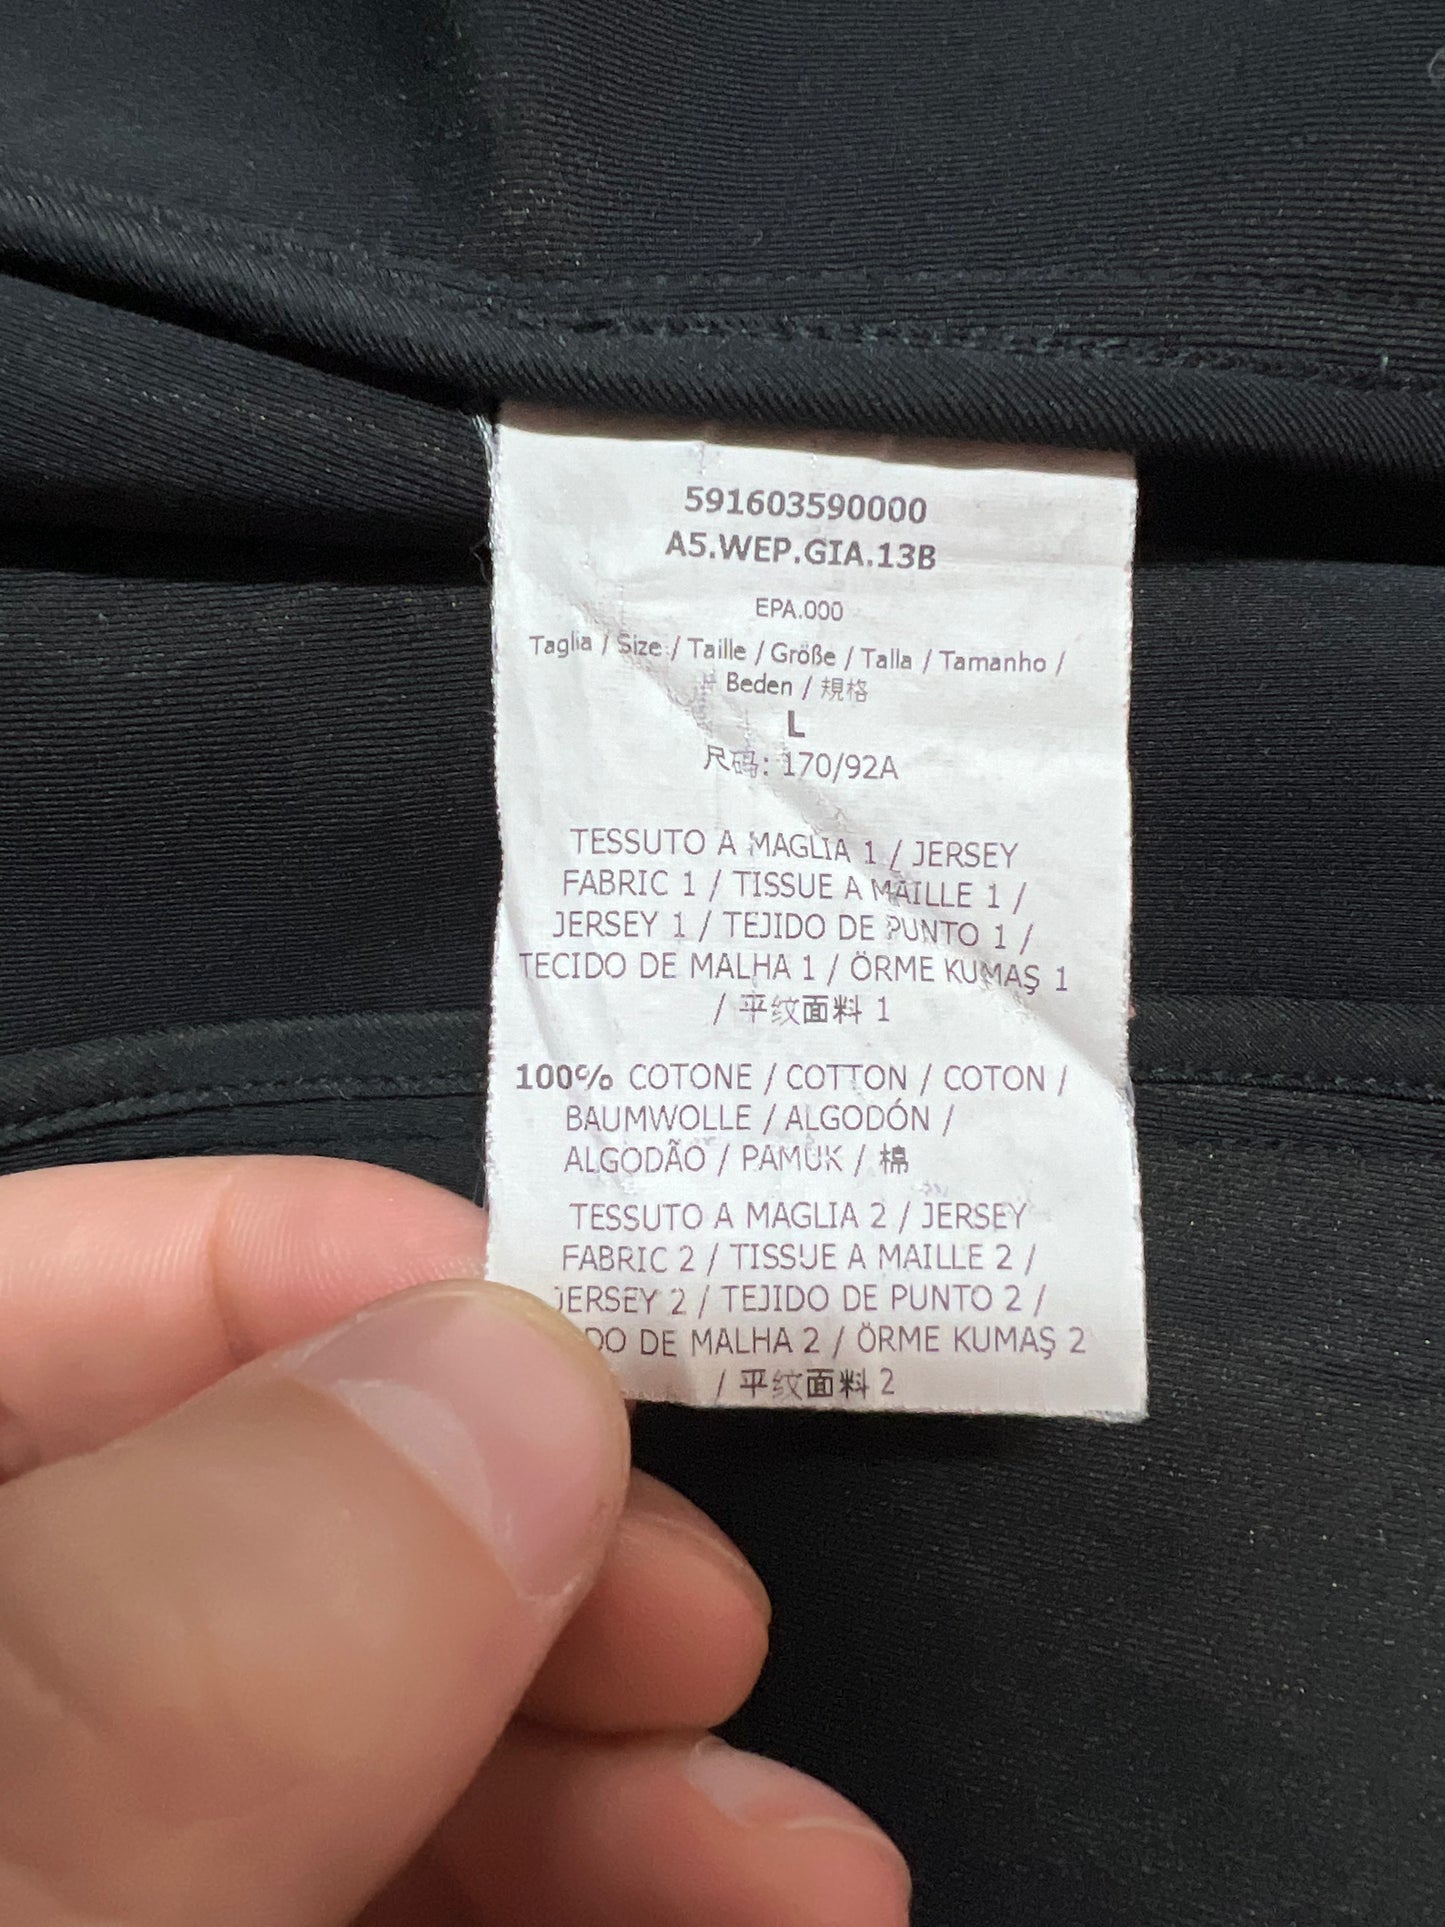 591603590000
A5.WEP.GIA.13B
EPA.000
Taglia / Size / Taille / Größe / Talla / Tamanho /
Beden / 規格
L
尺码: 170/92A
TESSUTO A MAGLIA 1 / JERSEY
FABRIC 1 / TISSUE A MAILLE 1 /
JERSEY 1 / TEJIDO DE PUNTO 1 /
TECIDO DE MALHA 1 / ÖRME KUMAŞ 1
/ 平纹面料 1
100% COTONE / COTTON / COTON /
BAUMWOLLE / ALGODÓN /
ALGODÃO / PAMUK / 棉
TESSUTO A MAGLIA 2 / JERSEY
FABRIC 2 / TISSUE A MAILLE 2 /
JERSEY 2 / TEJIDO DE PUNTO 2 /
DE MALHA 2 / ÖRME KUMAŞ 2
/ 平纹面料 2